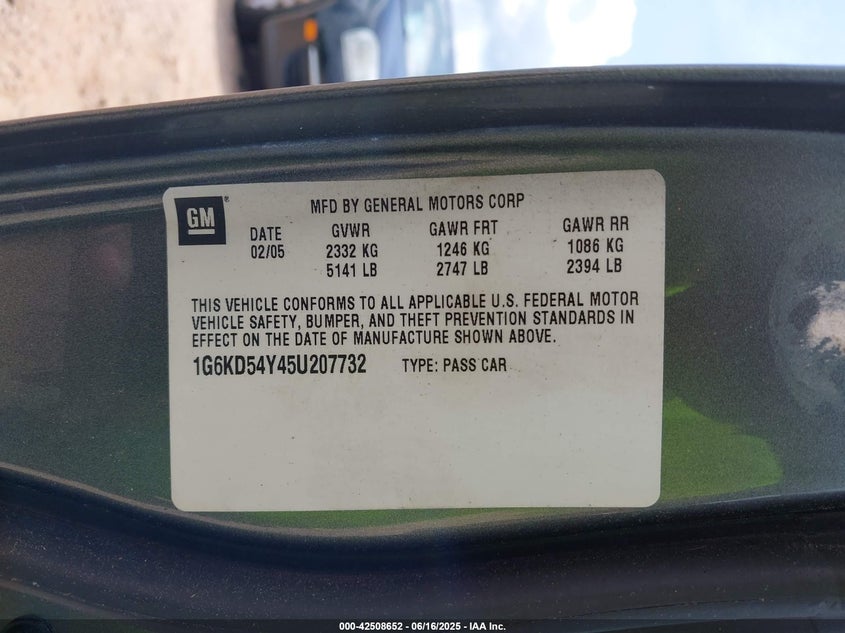 GM®
MFD BY GENERAL MOTORS CORP
DATE GVWR GAWR FRT GAWR RR
02/05 2332 KG 1246 KG 1086 KG
5141 LB 2747 LB 2394 LB
THIS VEHICLE CONFORMS TO ALL APPLICABLE U.S. FEDERAL MOTOR
VEHICLE SAFETY, BUMPER, AND THEFT PREVENTION STANDARDS IN
EFFECT ON THE DATE OF MANUFACTURE SHOWN ABOVE.
1G6KD54Y45U207732 TYPE: PASS CAR
000-42508652 - 06/16/2025 - IAA Inc.